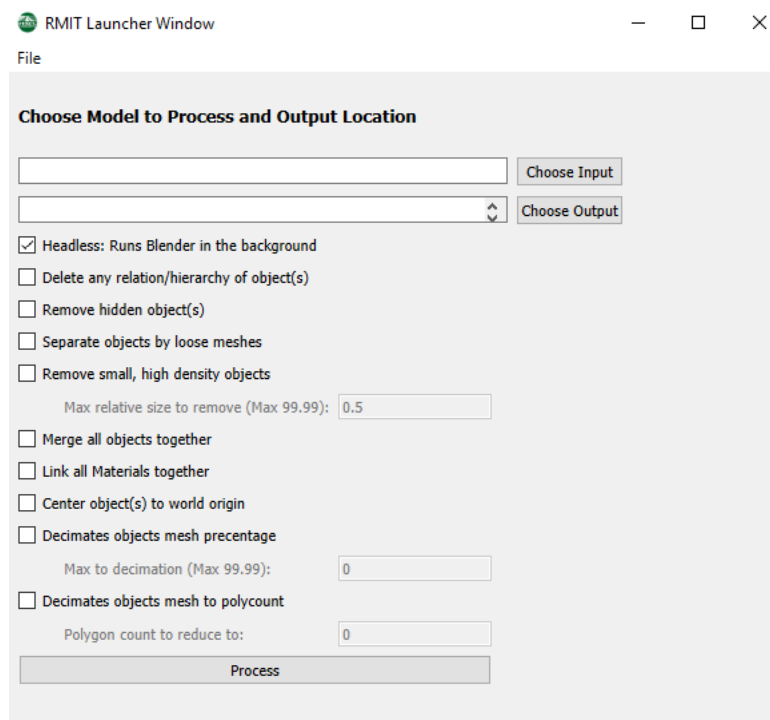 RMIT Launcher Window
File
Choose Model to Process and Output Location
Choose Input
Choose Output
Headless: Runs Blender in the background
Delete any relation/hierarchy of object(s)
Remove hidden object(s)
Separate objects by loose meshes
Remove small, high density objects
Max relative size to remove (Max 99.99): 0.5
Merge all objects together
Link all Materials together
Center object(s) to world origin
Decimates objects mesh precentage
Max to decimation (Max 99.99): 0
Decimates objects mesh to polycount
Polygon count to reduce to: 0
Process